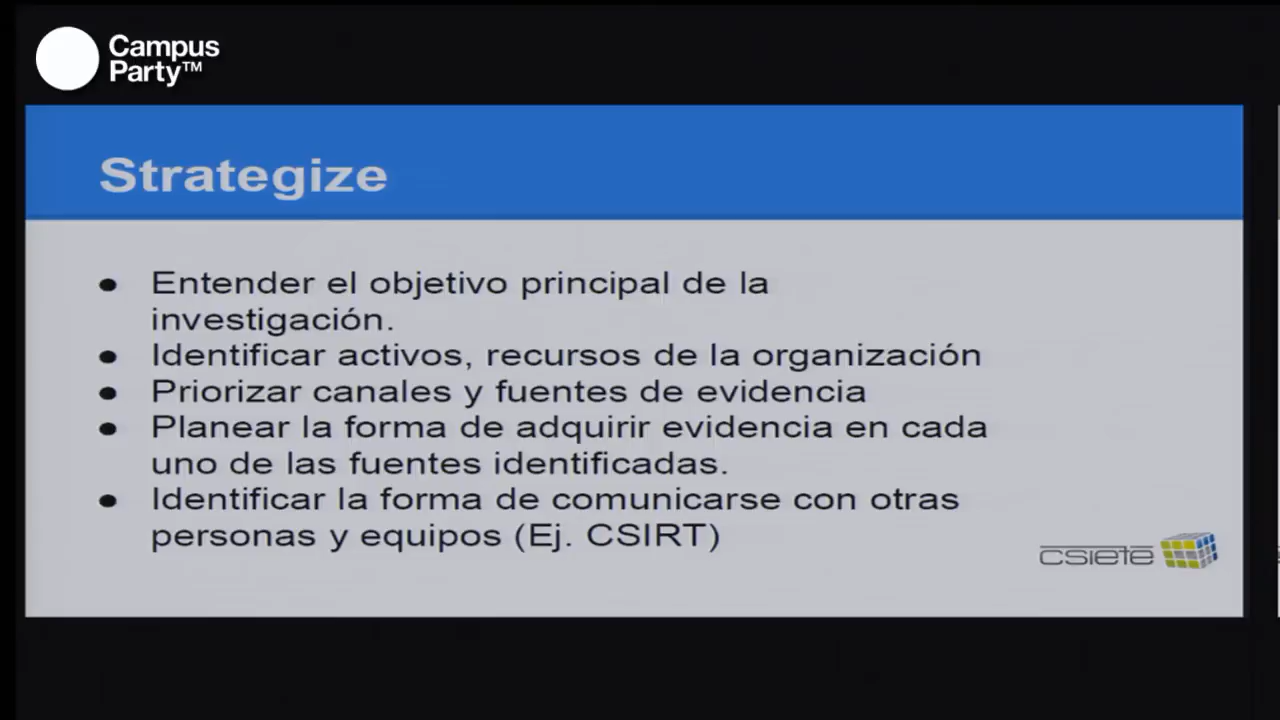 Campus
Party™
Strategize
● Entender el objetivo principal de la
investigación.
● Identificar activos, recursos de la organización
● Priorizar canales y fuentes de evidencia
● Planear la forma de adquirir evidencia en cada
uno de las fuentes identificadas.
● Identificar la forma de comunicarse con otras
personas y equipos (Ej. CSIRT)
csiete